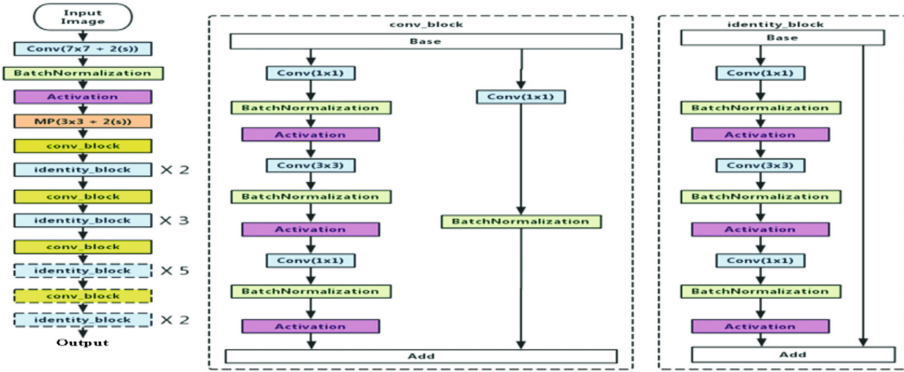 Input
Image
Conv(7x7 + 2(s))
BatchNormalization
Activation
MP(3x3 + 2(s))
conv_block
identity_block X 2
conv_block
identity_block X 3
conv_block
identity_block X 5
conv_block
identity_block X 2
Output
conv_block
Base
Conv(1x1)
BatchNormalization
Activation
Conv(3x3)
BatchNormalization
Activation
Conv(1x1)
BatchNormalization
Activation
Conv(1x1)
BatchNormalization
Add
identity_block
Base
Conv(1x1)
BatchNormalization
Activation
Conv(3x3)
BatchNormalization
Activation
Conv(1x1)
BatchNormalization
Activation
Add